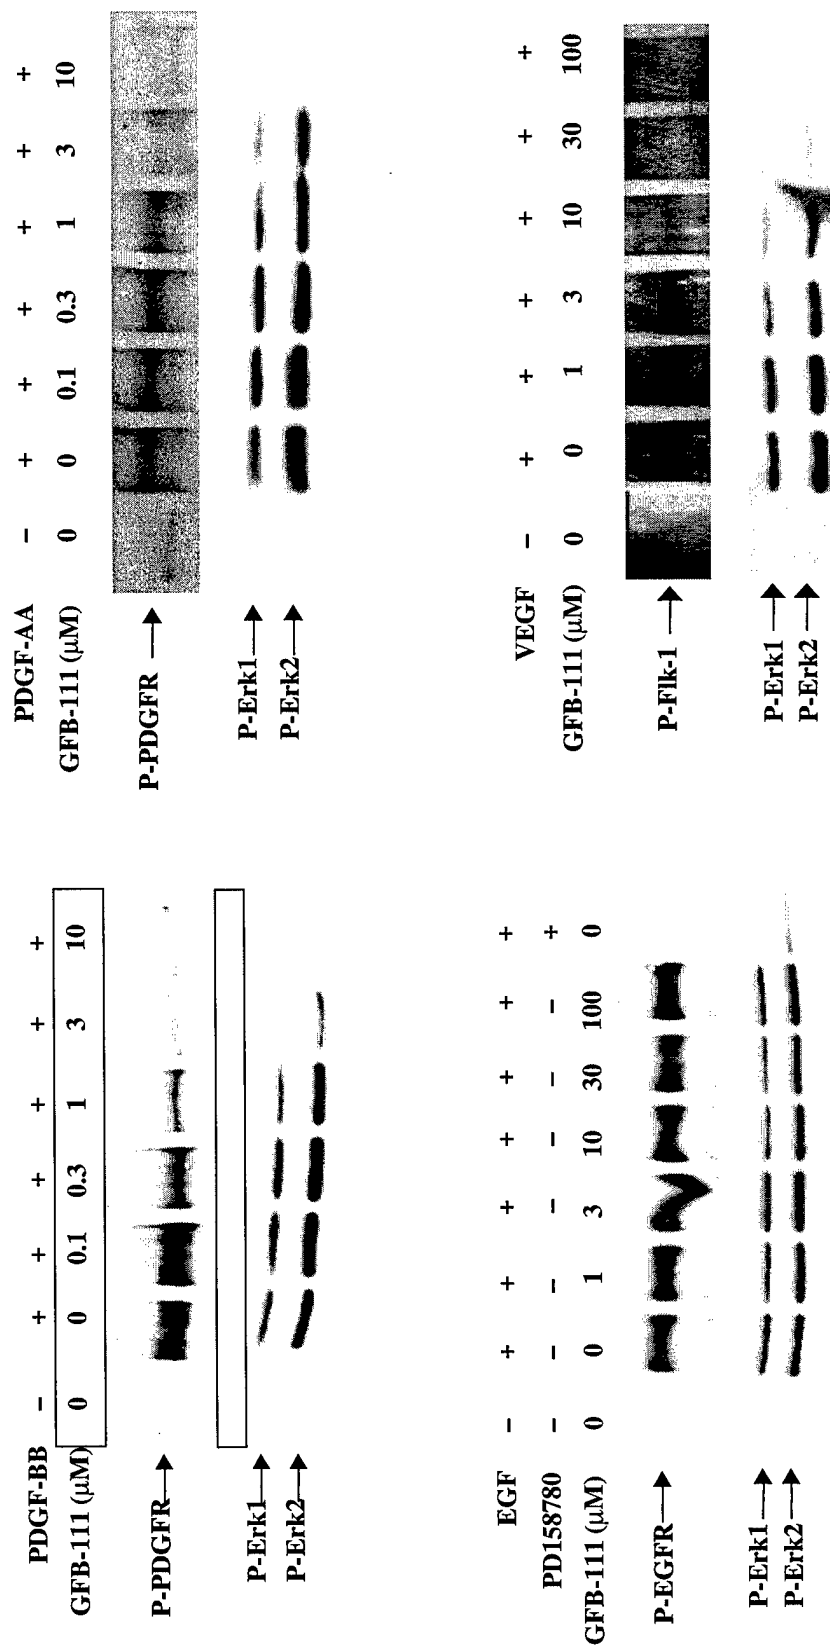 PDGF-BB − + + + + + +
GFB-111 (μM) 0 0 0.1 0.3 1 3 10
P-PDGFR
P-Erk1
P-Erk2
PDGF-AA − + + + + + +
GFB-111 (μM) 0 0 0.1 0.3 1 3 10
P-PDGFR
P-Erk1
P-Erk2
EGF − + + + + + + +
PD158780 − − − − − − − +
GFB-111 (μM) 0 0 1 3 10 30 100 0
P-EGFR
P-Erk1
P-Erk2
VEGF − + + + + + +
GFB-111 (μM) 0 0 1 3 10 30 100
P-Flk-1
P-Erk1
P-Erk2